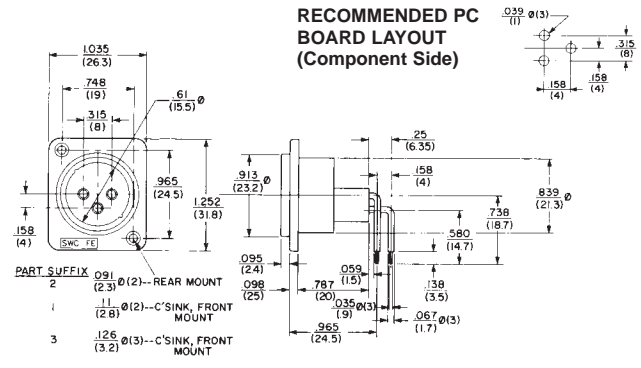 RECOMMENDED PC
BOARD LAYOUT
(Component Side)
.039 Ø(3)
(1)
.315
(8)
.158
(4)
.158
(4)
1.035
(26.3)
.748
(19)
.61 Ø
(15.5)
.315
(8)
.965
(24.5)
1.252
(31.8)
.158
(4)
SWC FE
.25
(6.35)
.158
(4)
.913 Ø
(23.2)
.839 Ø
(21.3)
.738
(18.7)
.580
(14.7)
.095
(2.4)
.098
(25)
.787
(20)
.059
(1.5)
.035 Ø(3)
(.9)
.138
(3.5)
.067 Ø(3)
(1.7)
.965
(24.5)
PART SUFFIX
2 .091 Ø(2)--REAR MOUNT
(2.3)
1 .11 Ø(2)--C'SINK, FRONT
(2.8) MOUNT
3 .126 Ø(3)--C'SINK, FRONT
(3.2) MOUNT